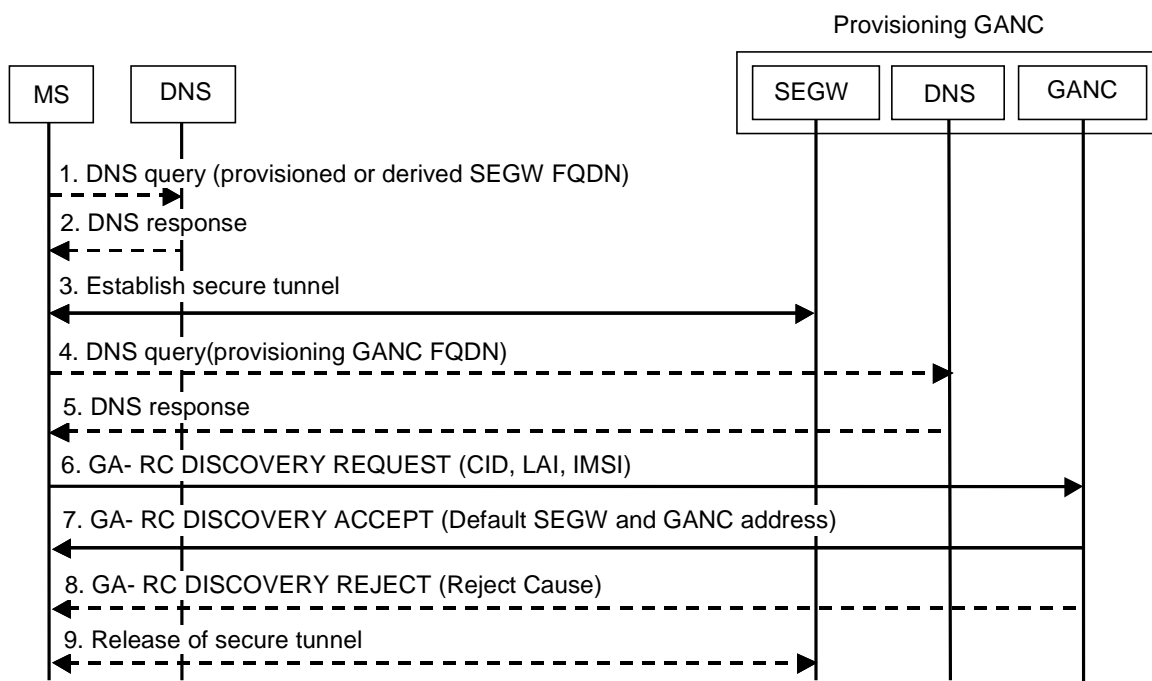 Provisioning GANC
MS
DNS
SEGW
DNS
GANC
1. DNS query (provisioned or derived SEGW FQDN)
2. DNS response
3. Establish secure tunnel
4. DNS query(provisioning GANC FQDN)
5. DNS response
6. GA- RC DISCOVERY REQUEST (CID, LAI, IMSI)
7. GA- RC DISCOVERY ACCEPT (Default SEGW and GANC address)
8. GA- RC DISCOVERY REJECT (Reject Cause)
9. Release of secure tunnel